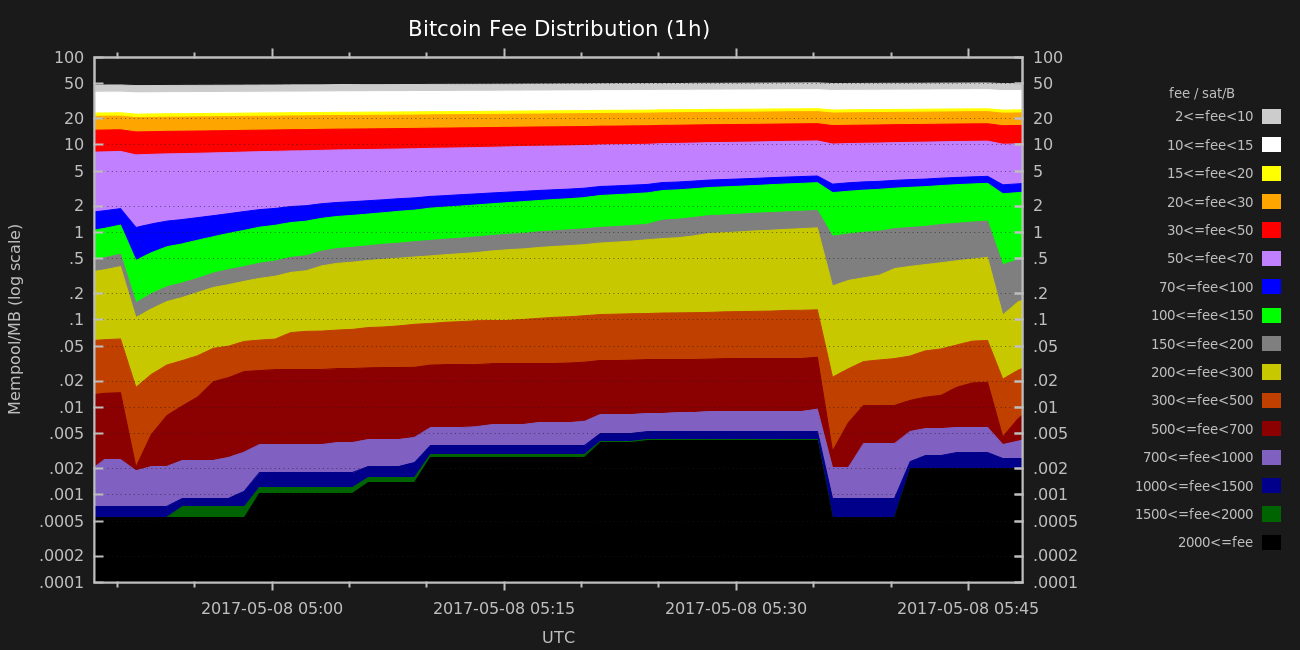 Bitcoin Fee Distribution (1h)
100
50
20
10
5
2
1
.5
.2
.1
.05
.02
.01
.005
.002
.001
.0005
.0002
.0001
Mempool/MB (log scale)
100
50
20
10
5
2
1
.5
.2
.1
.05
.02
.01
.005
.002
.001
.0005
.0002
.0001
2017-05-08 05:00
2017-05-08 05:15
2017-05-08 05:30
2017-05-08 05:45
UTC
fee / sat/B
2<=fee<10
10<=fee<15
15<=fee<20
20<=fee<30
30<=fee<50
50<=fee<70
70<=fee<100
100<=fee<150
150<=fee<200
200<=fee<300
300<=fee<500
500<=fee<700
700<=fee<1000
1000<=fee<1500
1500<=fee<2000
2000<=fee